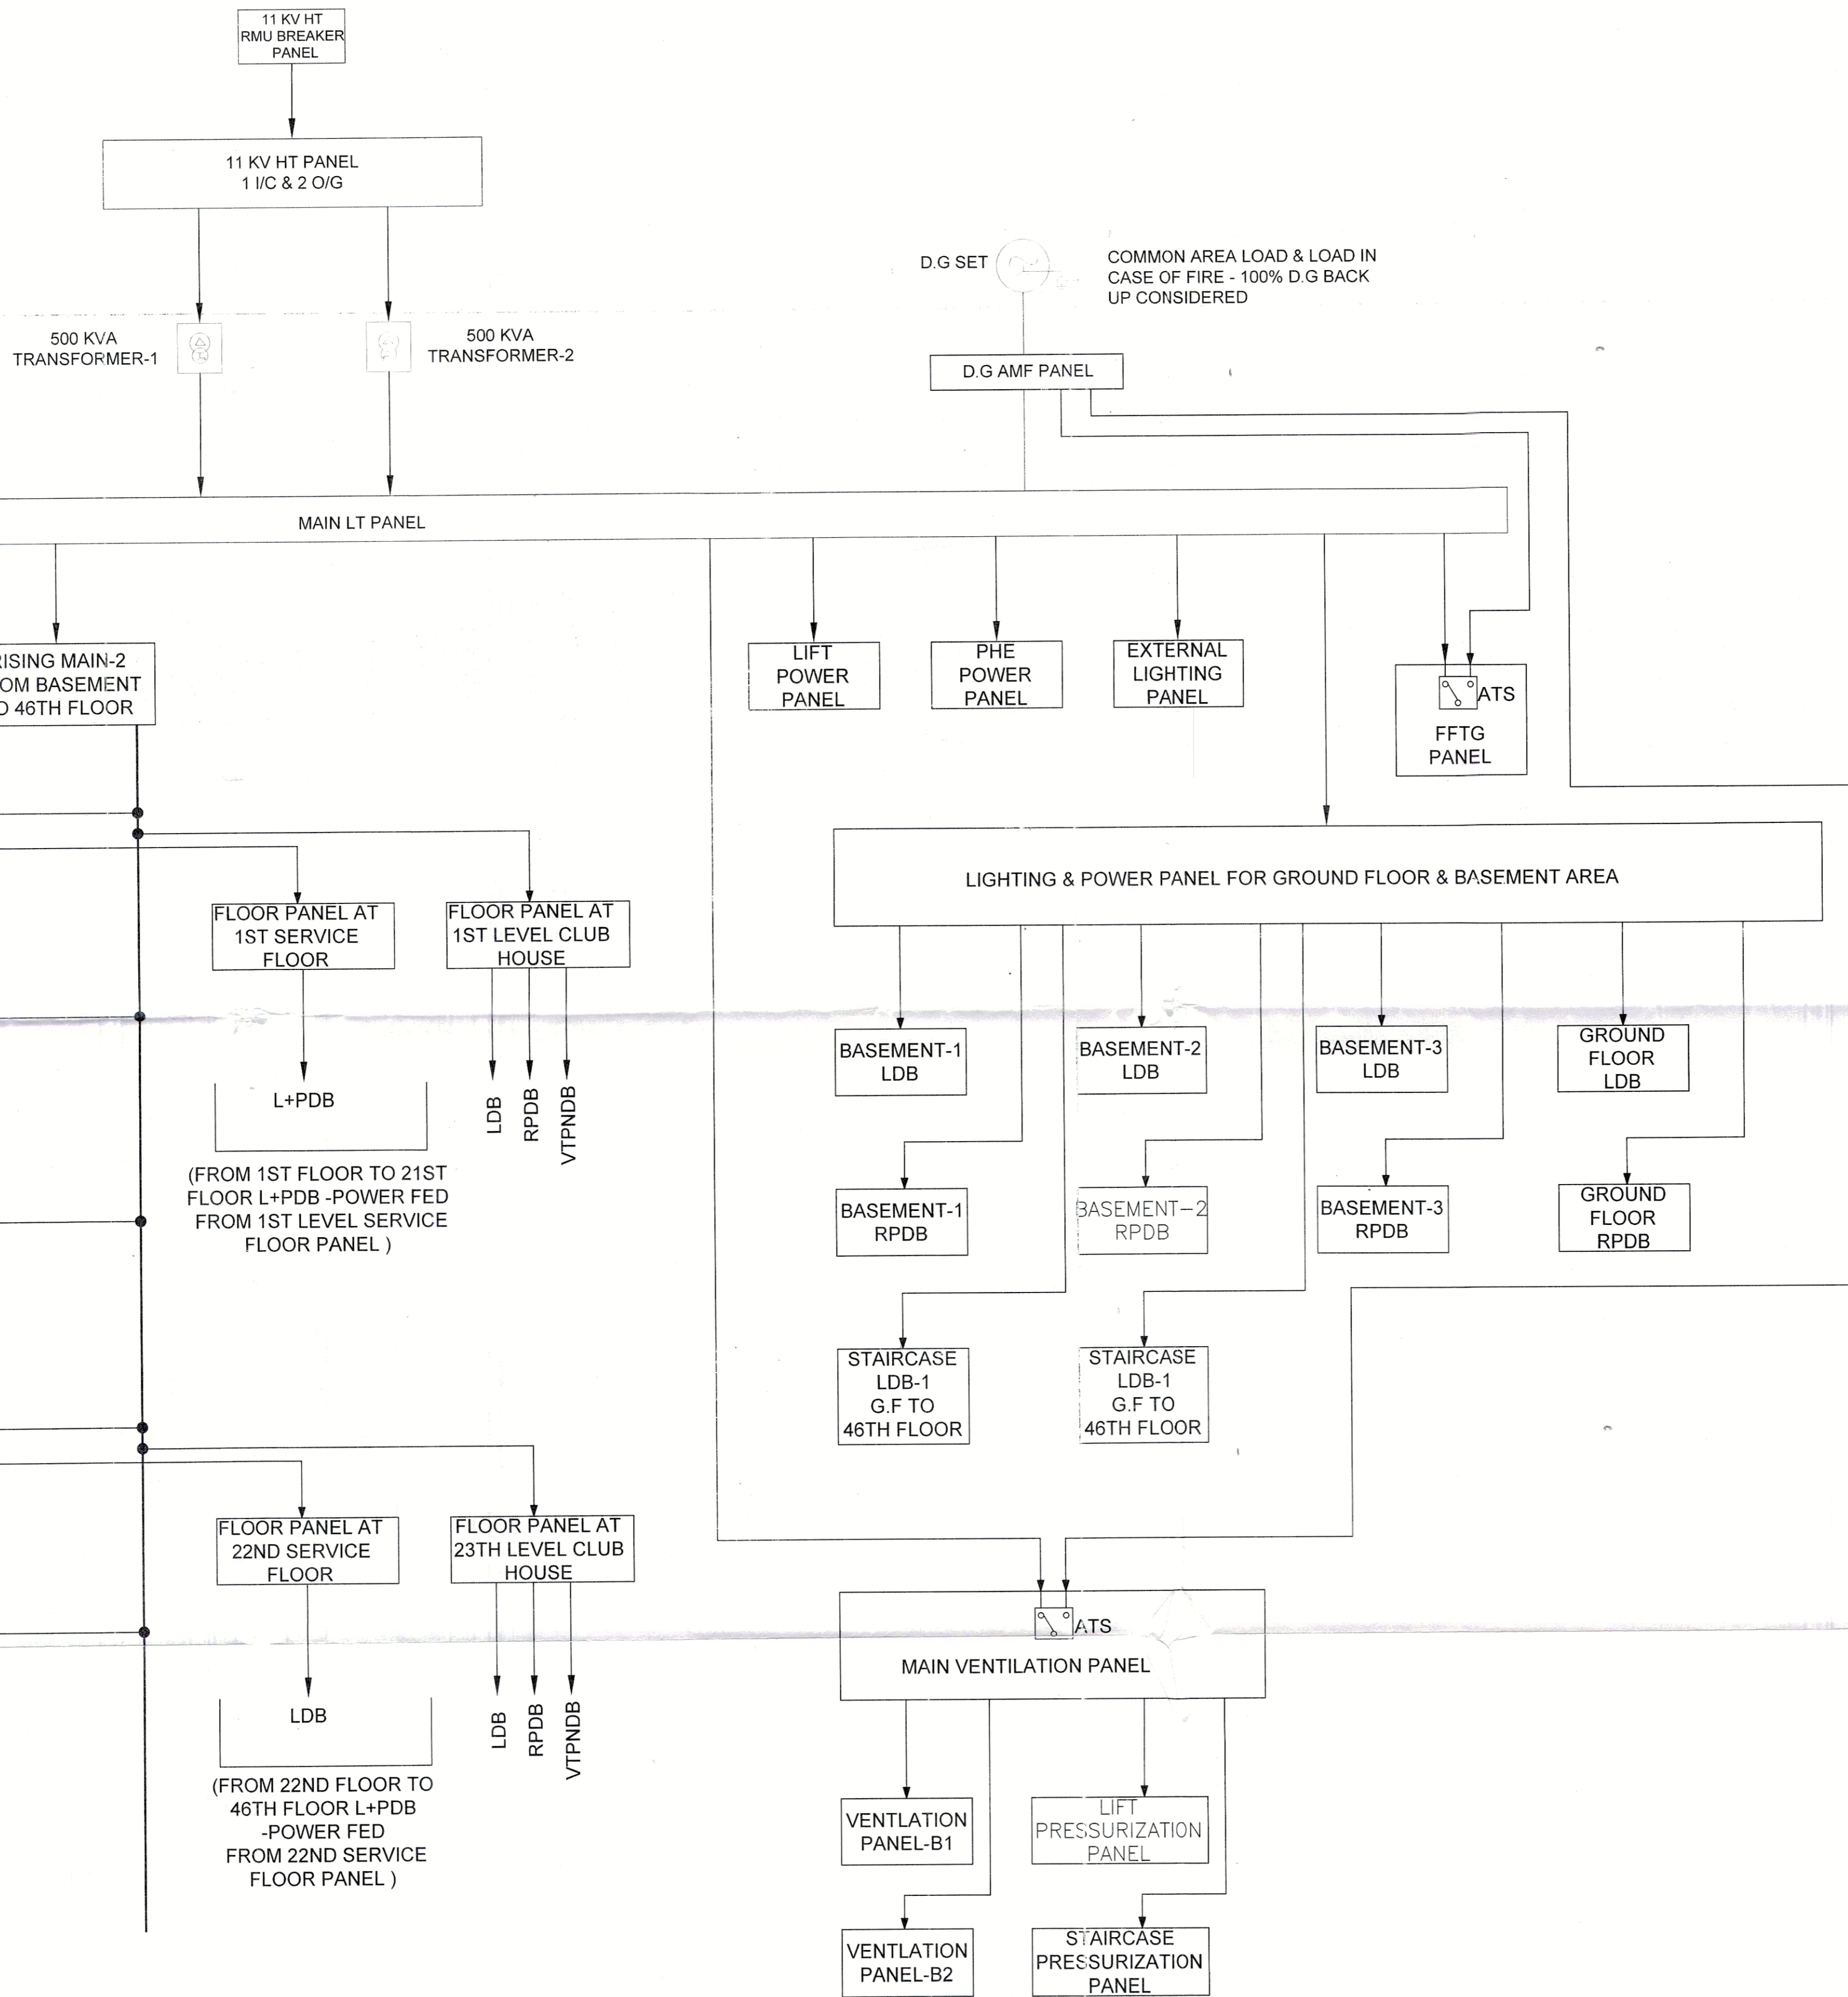 11 KV HT
RMU BREAKER
PANEL
11 KV HT PANEL
1 I/C & 2 O/G
D.G SET
COMMON AREA LOAD & LOAD IN
CASE OF FIRE - 100% D.G BACK
UP CONSIDERED
500 KVA
TRANSFORMER-1
500 KVA
TRANSFORMER-2
D.G AMF PANEL
MAIN LT PANEL
RISING MAIN-2
OM BASEMENT
46TH FLOOR
LIFT
POWER
PANEL
PHE
POWER
PANEL
EXTERNAL
LIGHTING
PANEL
ATS
FFTG
PANEL
LIGHTING & POWER PANEL FOR GROUND FLOOR & BASEMENT AREA
FLOOR PANEL AT
1ST SERVICE
FLOOR
FLOOR PANEL AT
1ST LEVEL CLUB
HOUSE
L+PDB
LDB
RPDB
VTPNDB
(FROM 1ST FLOOR TO 21ST
FLOOR L+PDB -POWER FED
FROM 1ST LEVEL SERVICE
FLOOR PANEL )
BASEMENT-1
LDB
BASEMENT-2
LDB
BASEMENT-3
LDB
GROUND
FLOOR
LDB
BASEMENT-1
RPDB
BASEMENT-2
RPDB
BASEMENT-3
RPDB
GROUND
FLOOR
RPDB
STAIRCASE
LDB-1
G.F TO
46TH FLOOR
STAIRCASE
LDB-1
G.F TO
46TH FLOOR
FLOOR PANEL AT
22ND SERVICE
FLOOR
FLOOR PANEL AT
23TH LEVEL CLUB
HOUSE
LDB
LDB
RPDB
VTPNDB
(FROM 22ND FLOOR TO
46TH FLOOR L+PDB
-POWER FED
FROM 22ND SERVICE
FLOOR PANEL )
ATS
MAIN VENTILATION PANEL
VENTLATION
PANEL-B1
LIFT
PRESSURIZATION
PANEL
VENTLATION
PANEL-B2
STAIRCASE
PRESSURIZATION
PANEL